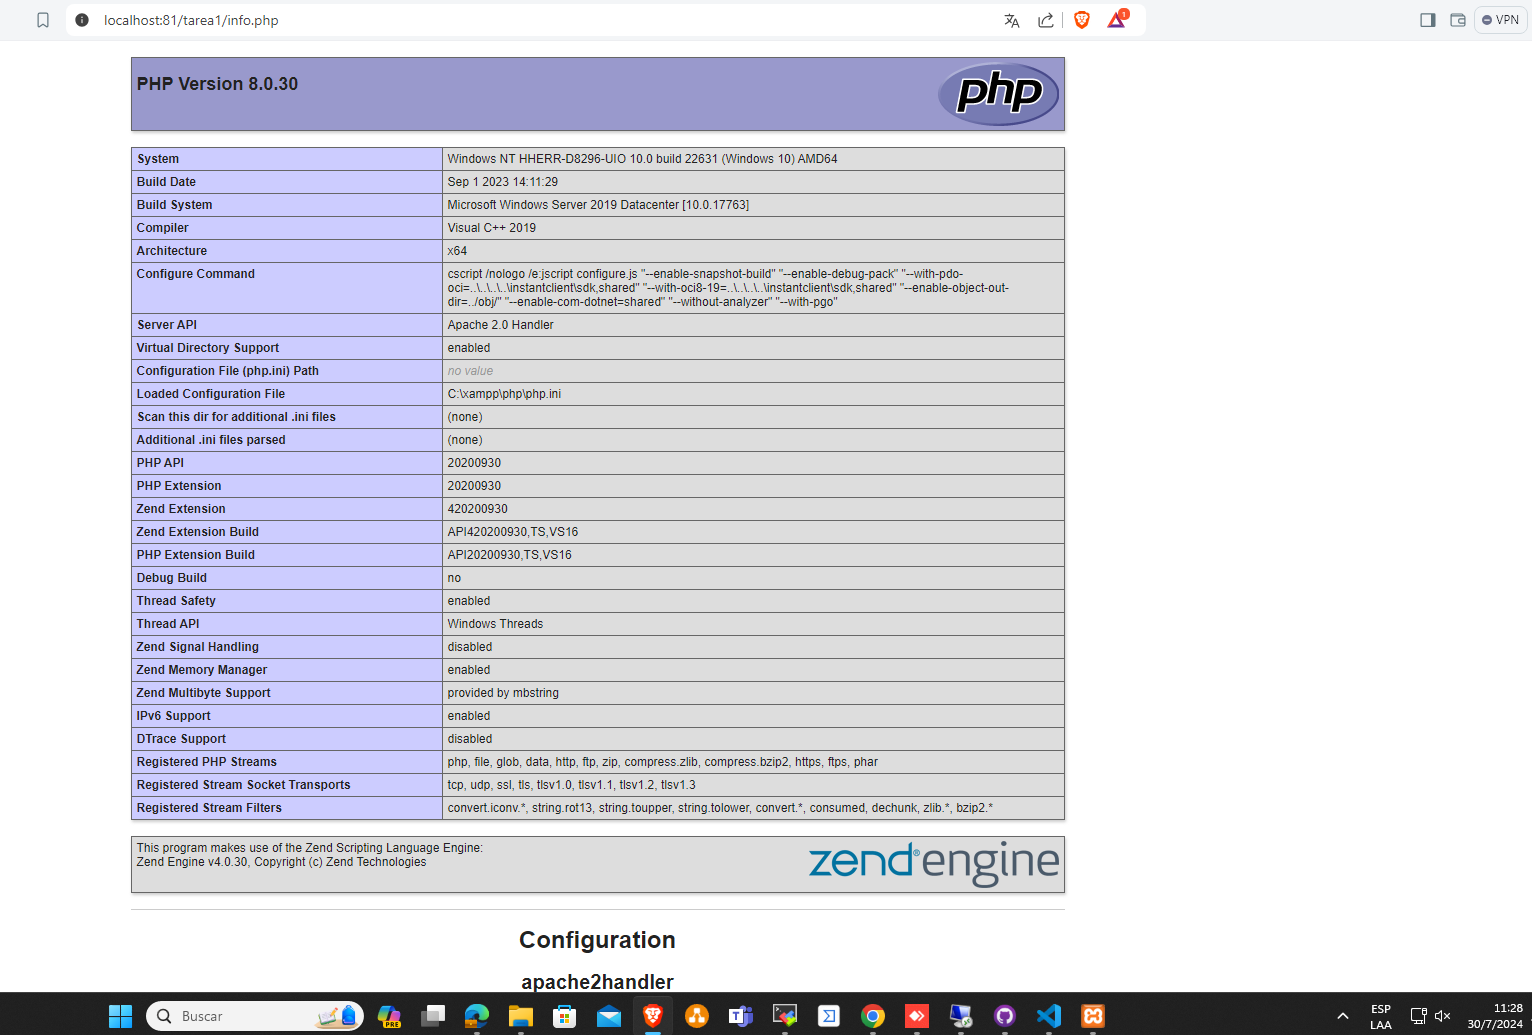 localhost:81/tarea1/info.php
1
VPN
PHP Version 8.0.30
php
System Windows NT HHERR-D8296-UIO 10.0 build 22631 (Windows 10) AMD64
Build Date Sep 1 2023 14:11:29
Build System Microsoft Windows Server 2019 Datacenter [10.0.17763]
Compiler Visual C++ 2019
Architecture x64
Configure Command cscript /nologo /e:jscript configure.js "--enable-snapshot-build" "--enable-debug-pack" "--with-pdo-
oci=..\..\..\..\instantclient\sdk,shared" "--with-oci8-19=..\..\..\..\instantclient\sdk,shared" "--enable-object-out-
dir=../obj/" "--enable-com-dotnet=shared" "--without-analyzer" "--with-pgo"
Server API Apache 2.0 Handler
Virtual Directory Support enabled
Configuration File (php.ini) Path no value
Loaded Configuration File C:\xampp\php\php.ini
Scan this dir for additional .ini files (none)
Additional .ini files parsed (none)
PHP API 20200930
PHP Extension 20200930
Zend Extension 420200930
Zend Extension Build API420200930,TS,VS16
PHP Extension Build API20200930,TS,VS16
Debug Build no
Thread Safety enabled
Thread API Windows Threads
Zend Signal Handling disabled
Zend Memory Manager enabled
Zend Multibyte Support provided by mbstring
IPv6 Support enabled
DTrace Support disabled
Registered PHP Streams php, file, glob, data, http, ftp, zip, compress.zlib, compress.bzip2, https, ftps, phar
Registered Stream Socket Transports tcp, udp, ssl, tls, tlsv1.0, tlsv1.1, tlsv1.2, tlsv1.3
Registered Stream Filters convert.iconv.*, string.rot13, string.toupper, string.tolower, convert.*, consumed, dechunk, zlib.*, bzip2.*
This program makes use of the Zend Scripting Language Engine:
Zend Engine v4.0.30, Copyright (c) Zend Technologies
zend® engine
Configuration
apache2handler
Buscar
PRE
ESP
LAA
11:28
30/7/2024